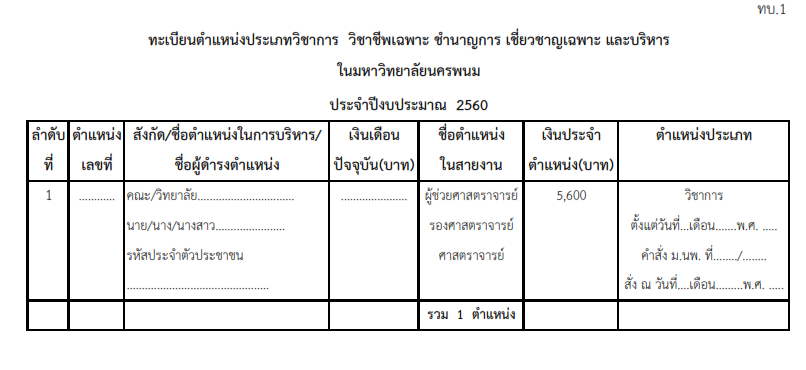 ทบ.1
ทะเบียนตำแหน่งประเภทวิชาการ วิชาชีพเฉพาะ ชำนาญการ เชี่ยวชาญเฉพาะ และบริหาร
ในมหาวิทยาลัยนครพนม
ประจำปีงบประมาณ 2560
ลำดับ ตำแหน่ง สังกัด/ชื่อตำแหน่งในการบริหาร/ เงินเดือน ชื่อตำแหน่ง เงินประจำ ตำแหน่งประเภท
ที่ เลขที่ ชื่อผู้ดำรงตำแหน่ง ปัจจุบัน(บาท) ในสายงาน ตำแหน่ง(บาท)
1 ............ คณะ/วิทยาลัย................................ ...................... ผู้ช่วยศาสตราจารย์ 5,600 วิชาการ
นาย/นาง/นางสาว....................... รองศาสตราจารย์ ตั้งแต่วันที่...เดือน.......พ.ศ. .....
รหัสประจำตัวประชาชน ศาสตราจารย์ คำสั่ง ม.นพ. ที่......../........
............................................... สั่ง ณ วันที่....เดือน.........พ.ศ. .....
รวม 1 ตำแหน่ง